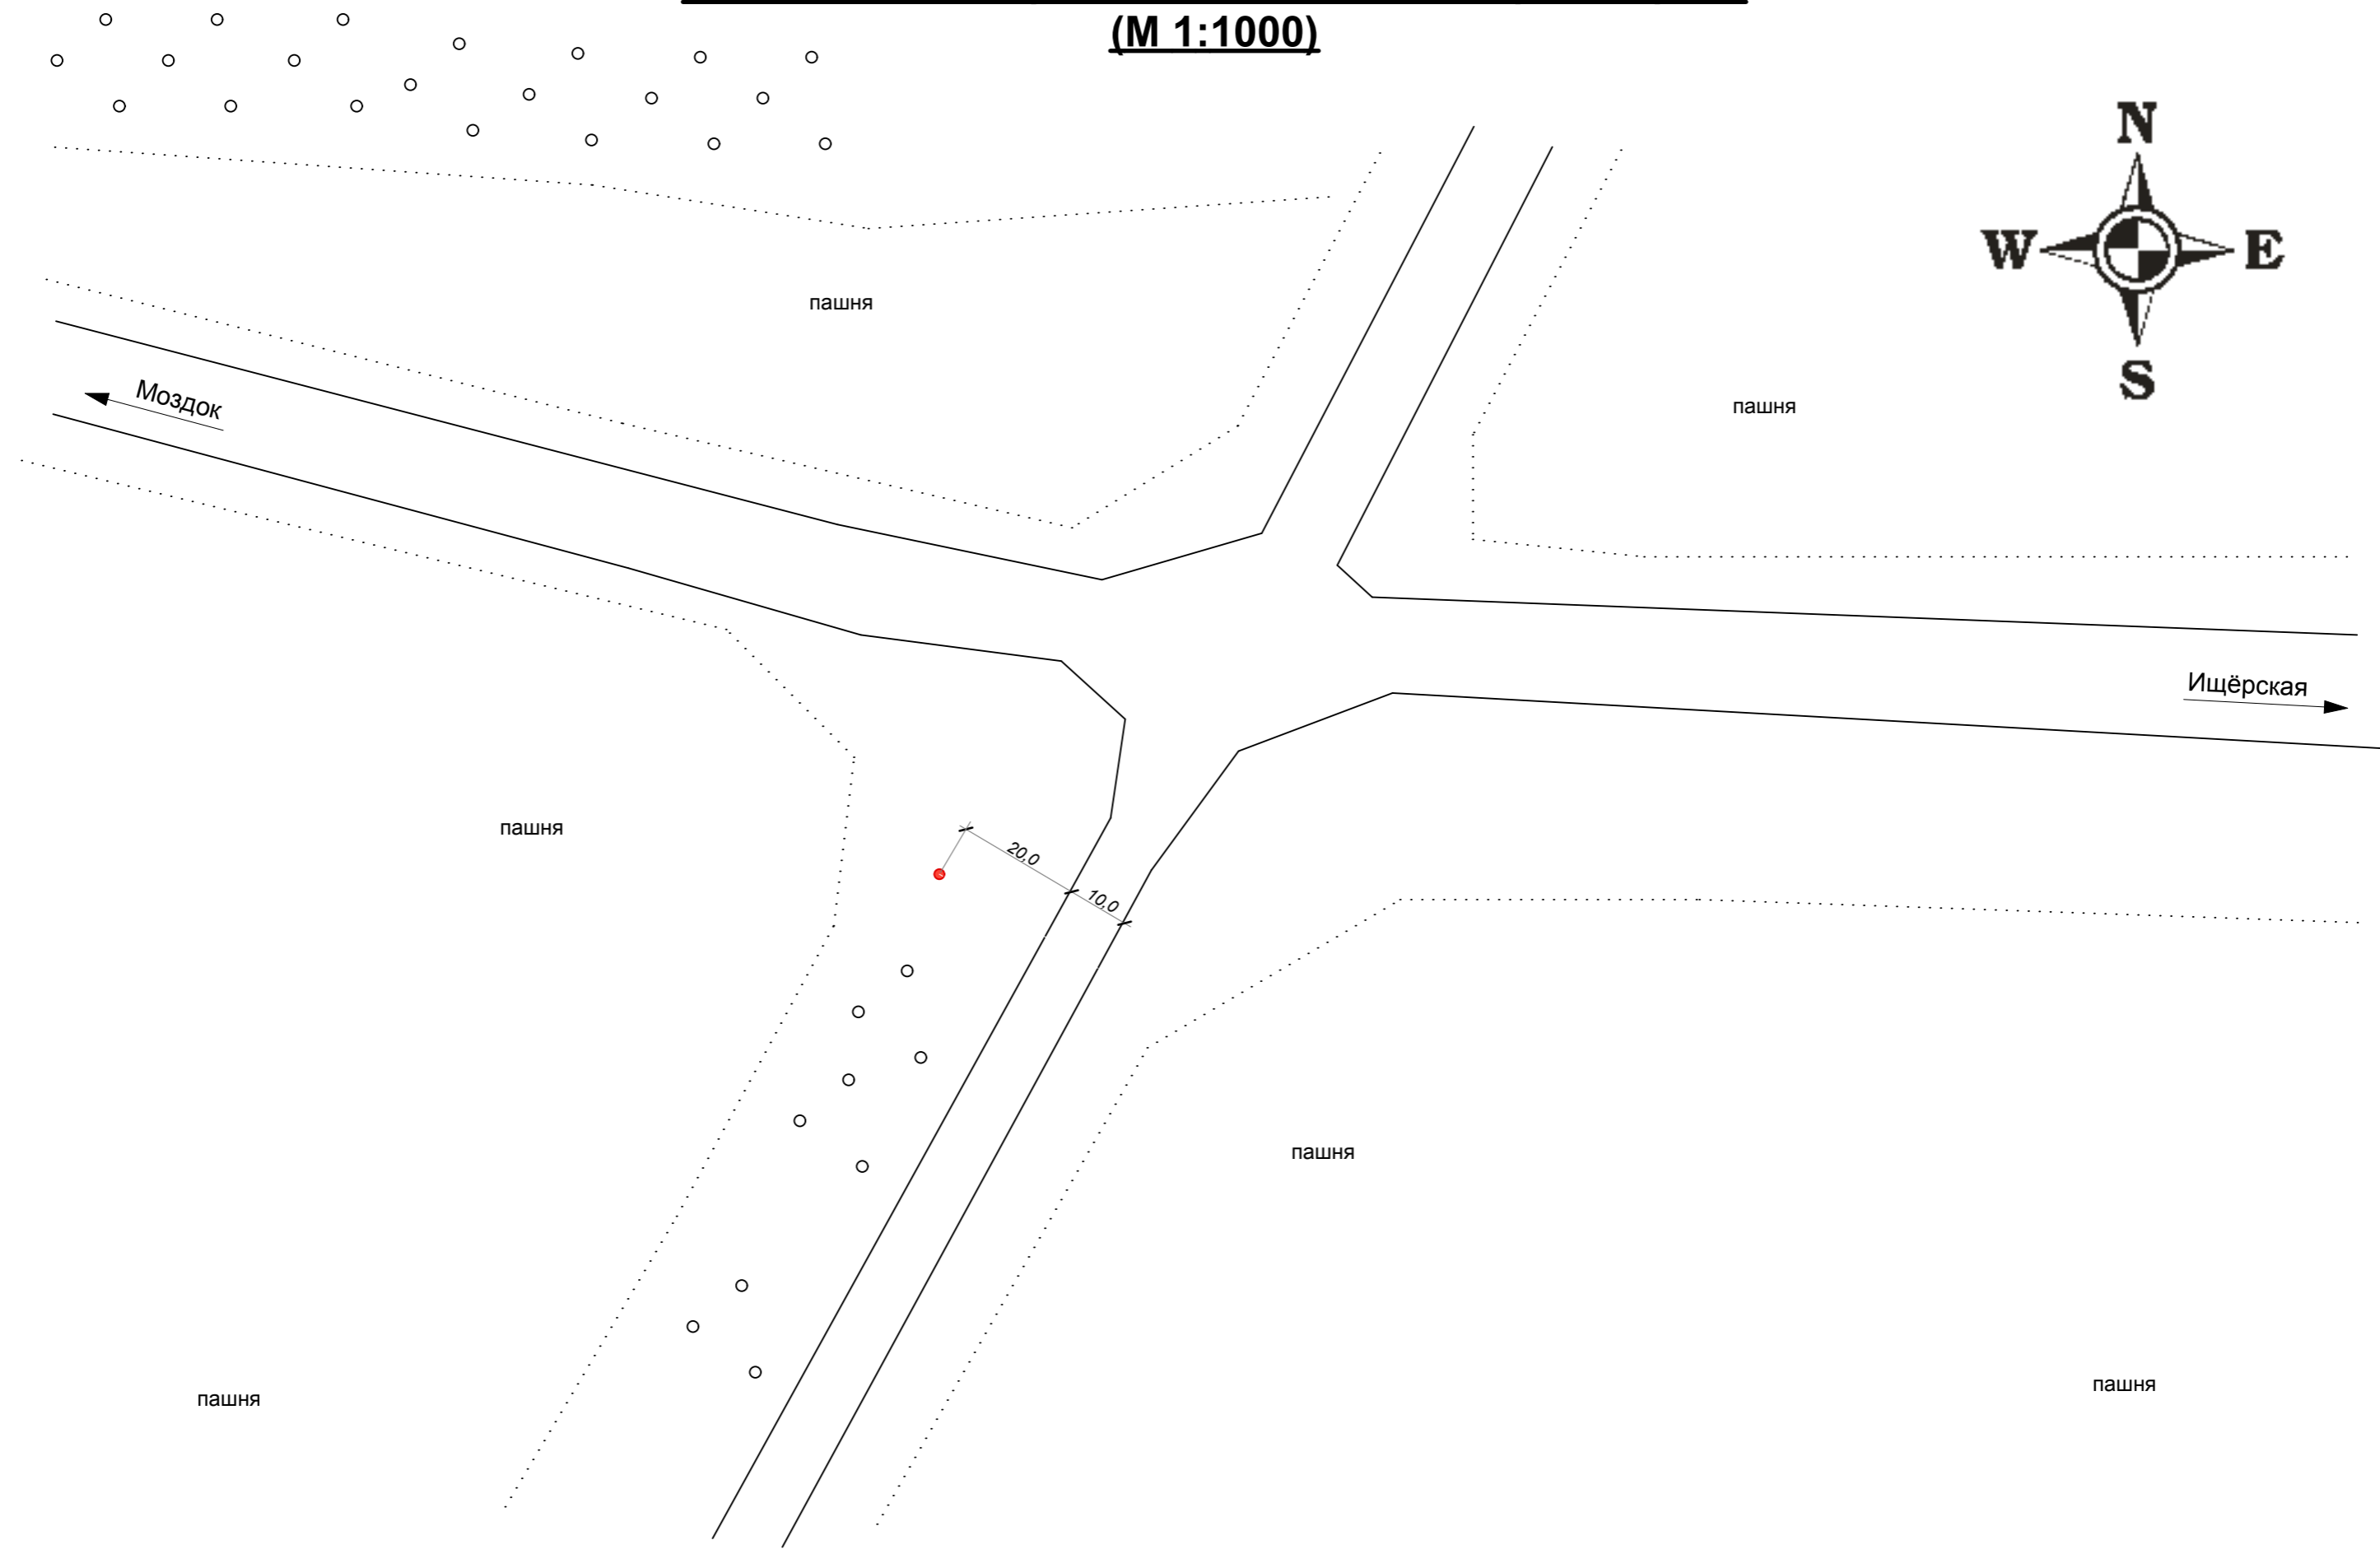 (М 1:1000)
N
W E
S
пашня
Моздок
пашня
Ищёрская
пашня
20,0
10,0
пашня
пашня
пашня